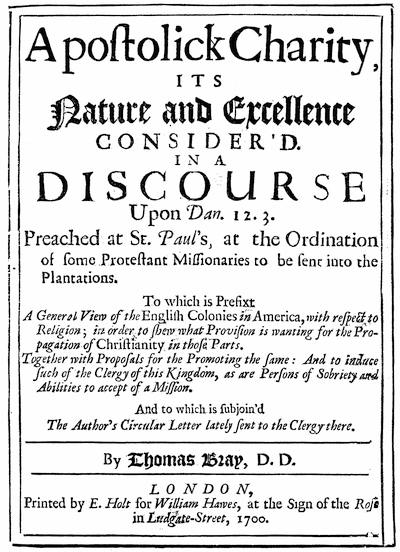 Apoſtolick Charity,
ITS
Nature and Excellence
CONSIDER'D.
IN A
DISCOURSE
Upon Dan. 12. 3.
Preached at St. Paul's, at the Ordination
of ſome Proteſtant Miſſionaries to be ſent into the
Plantations.
To which is Prefixt
A General View of the Engliſh Colonies in America, with reſpect to
Religion; in order to ſhew what Proviſion is wanting for the Pro-
pagation of Chriſtianity in thoſe Parts.
Together with Propoſals for the Promoting the ſame: And to induce
ſuch of the Clergy of this Kingdom, as are Perſons of Sobriety and
Abilities to accept of a Miſſion.
And to which is ſubjoin'd
The Author's Circular Letter lately ſent to the Clergy there.
By Thomas Bray, D. D.
LONDON,
Printed by E. Holt for William Hawes, at the Sign of the Roſe
in Ludgate-Street, 1700.